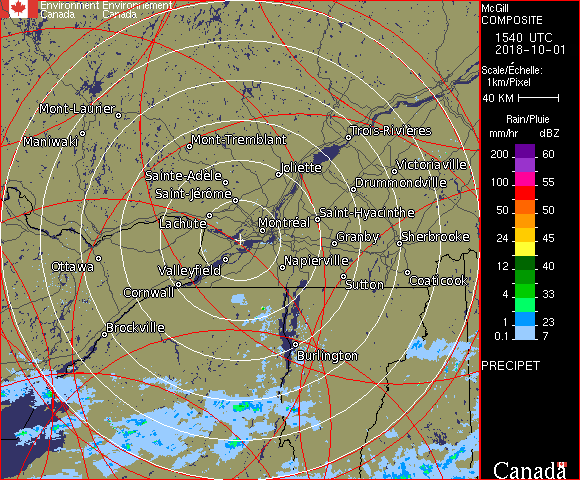 Environment Environnement
Canada Canada
McGill
COMPOSITE
1540 UTC
2018-10-01
Scale/Échelle:
1km/Pixel
40 KM
Rain/Pluie
mm/hr dBZ
200 60
150 57
100 55
50 50
24 45
12 40
4 33
1 23
0.1 7
PRECIPET
Canada
Mont-Laurier
Maniwaki
Mont-Tremblant
Trois-Rivières
Sainte-Adèle
Joliette
Victoriaville
Saint-Jérôme
Drummondville
Lachute
Montréal
Saint-Hyacinthe
Granby
Sherbrooke
Ottawa
Valleyfield
Napierville
Cornwall
Sutton
Coaticook
Brockville
Burlington